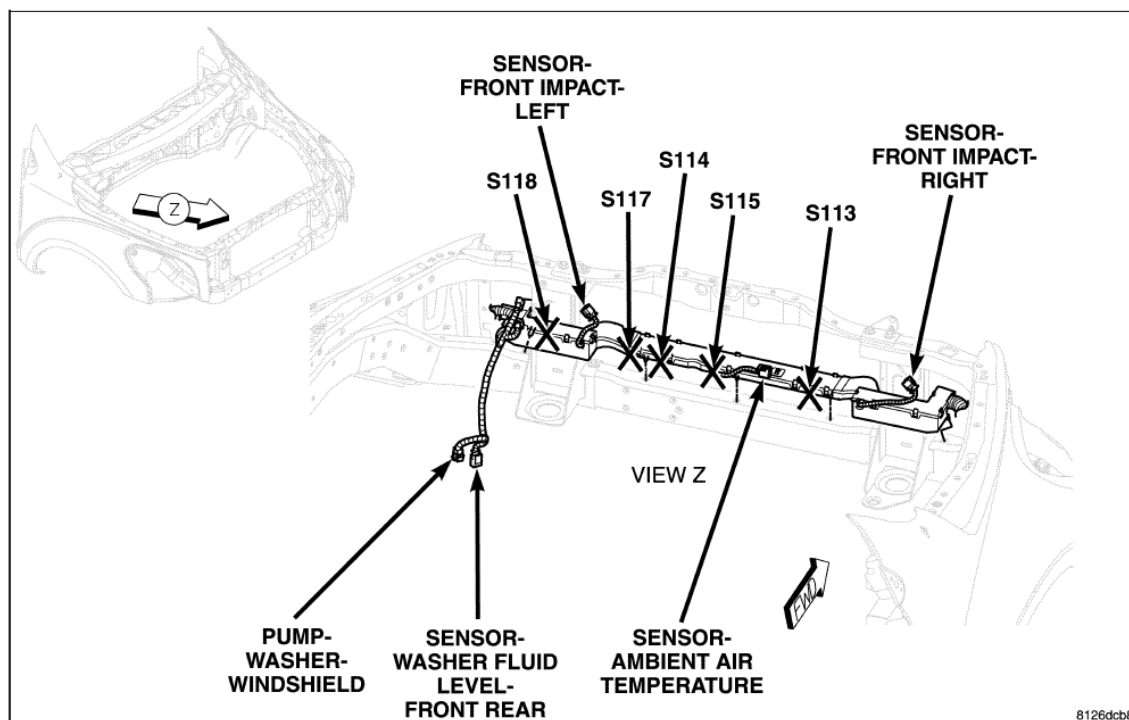 SENSOR-
FRONT IMPACT-
LEFT
SENSOR-
FRONT IMPACT-
RIGHT
S118
S117
S114
S115
S113
Z
VIEW Z
FWD
PUMP-
WASHER-
WINDSHIELD
SENSOR-
WASHER FLUID
LEVEL-
FRONT REAR
SENSOR-
AMBIENT AIR
TEMPERATURE
8126dcb8